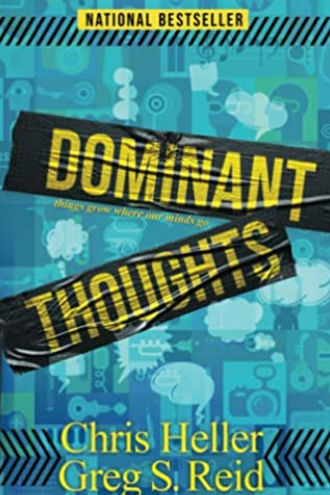 NATIONAL BESTSELLER
DOMINANT
things grow where our minds go
THOUGHTS
Chris Heller
Greg S. Reid